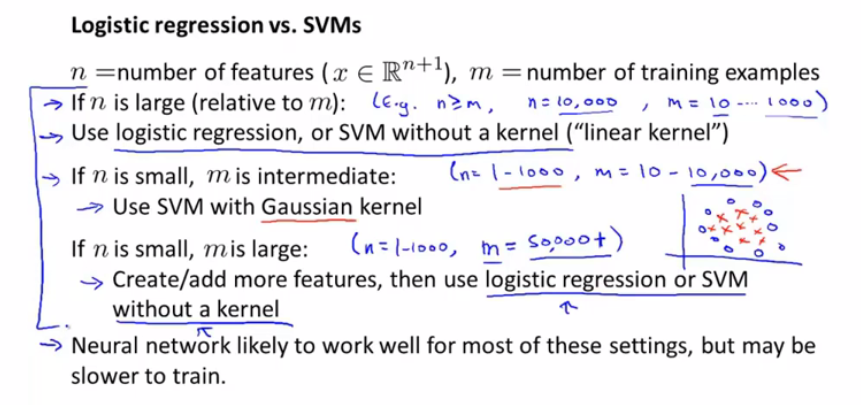 Logistic regression vs. SVMs
n =number of features ( x ∈ ℝⁿ⁺¹), m = number of training examples
→ If n is large (relative to m): (E.g. n≥m, n=10,000, m=10 ... 1000)
→ Use logistic regression, or SVM without a kernel ("linear kernel")
→ If n is small, m is intermediate: (n=1-1000, m=10-10,000) ←
→ Use SVM with Gaussian kernel
If n is small, m is large: (n=1-1000, m=50,000+)
→ Create/add more features, then use logistic regression or SVM
without a kernel
→ Neural network likely to work well for most of these settings, but may be
slower to train.